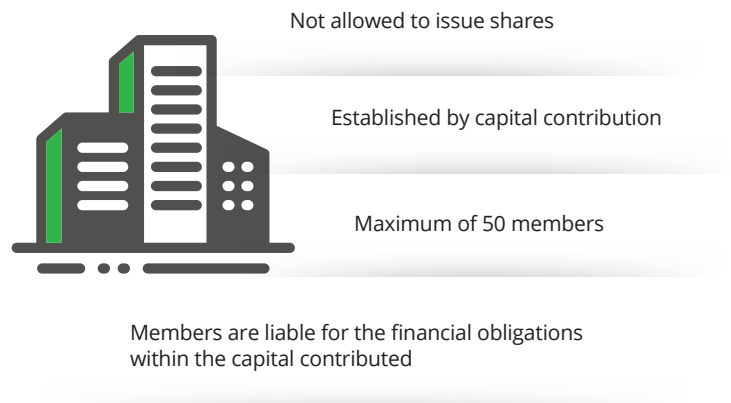 Not allowed to issue shares
Established by capital contribution
Maximum of 50 members
Members are liable for the financial obligations
within the capital contributed